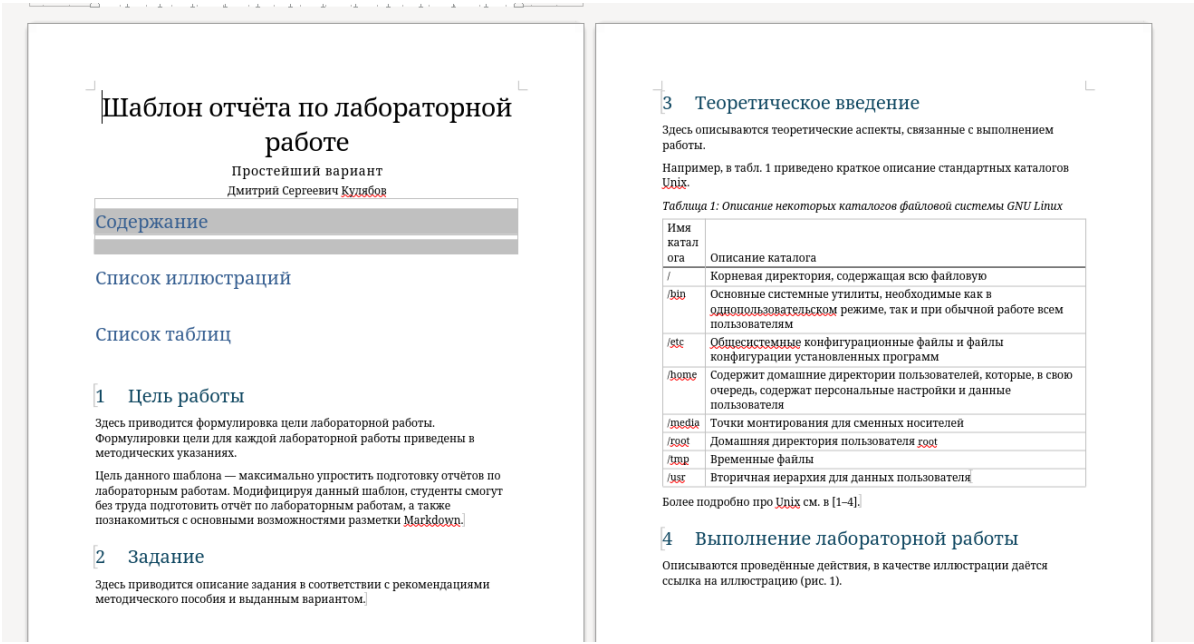 Шаблон отчёта по лабораторной
работе
Простейший вариант
Дмитрий Сергеевич Кулябов
Содержание
Список иллюстраций
Список таблиц
1 Цель работы
Здесь приводится формулировка цели лабораторной работы.
Формулировки цели для каждой лабораторной работы приведены в
методических указаниях.
Цель данного шаблона — максимально упростить подготовку отчётов по
лабораторным работам. Модифицируя данный шаблон, студенты смогут
без труда подготовить отчёт по лабораторным работам, а также
познакомиться с основными возможностями разметки Markdown.
2 Задание
Здесь приводится описание задания в соответствии с рекомендациями
методического пособия и выданным вариантом.
3 Теоретическое введение
Здесь описываются теоретические аспекты, связанные с выполнением
работы.
Например, в табл. 1 приведено краткое описание стандартных каталогов
Unix.
Таблица 1: Описание некоторых каталогов файловой системы GNU Linux
Имя
катал
ога Описание каталога
/ Корневая директория, содержащая всю файловую
/bin Основные системные утилиты, необходимые как в
однопользовательском режиме, так и при обычной работе всем
пользователям
/etc Общесистемные конфигурационные файлы и файлы
конфигурации установленных программ
/home Содержит домашние директории пользователей, которые, в свою
очередь, содержат персональные настройки и данные
пользователя
/media Точки монтирования для сменных носителей
/root Домашняя директория пользователя root
/tmp Временные файлы
/usr Вторичная иерархия для данных пользователя
Более подробно про Unix см. в [1–4].
4 Выполнение лабораторной работы
Описываются проведённые действия, в качестве иллюстрации даётся
ссылка на иллюстрацию (рис. 1).